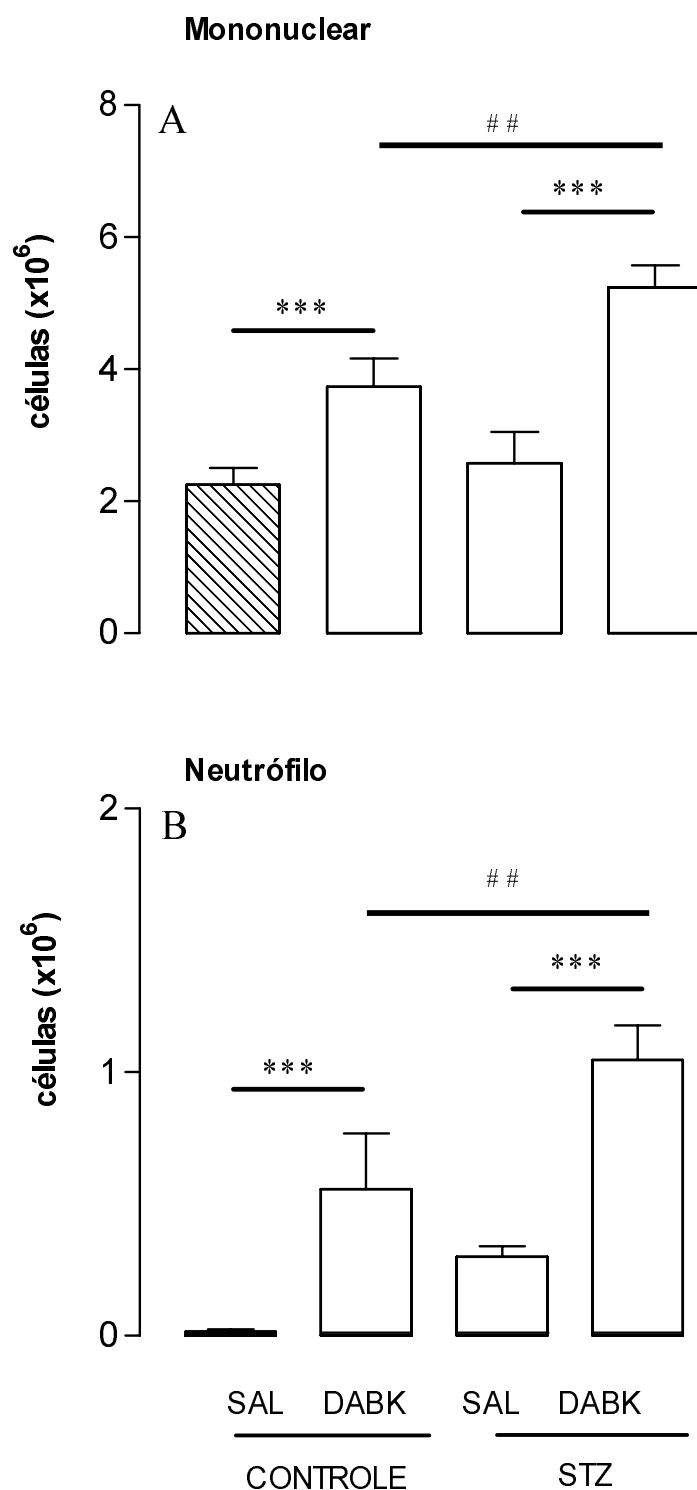 Mononuclear
A
8
6
4
2
0
células (x10⁶)
# #
***
***
Neutrófilo
B
2
1
0
células (x10⁶)
# #
***
***
SAL DABK SAL DABK
CONTROLE STZ